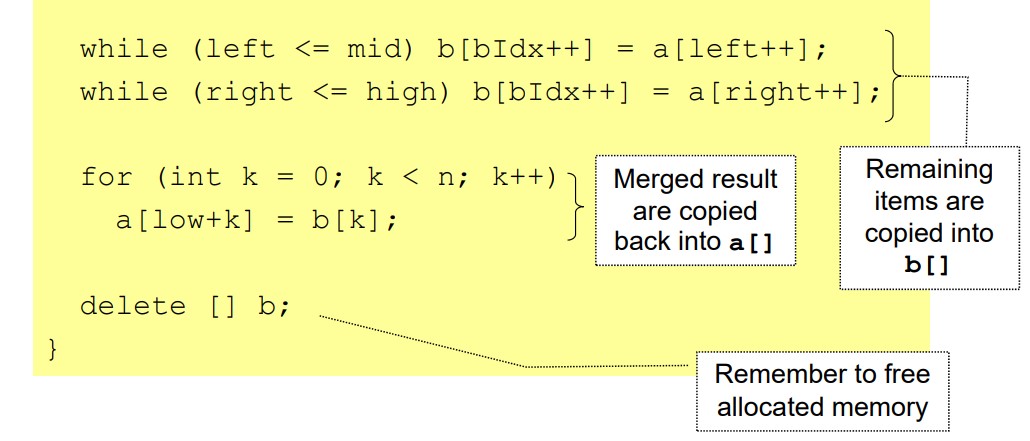 while (left <= mid) b[bIdx++] = a[left++];
while (right <= high) b[bIdx++] = a[right++];
Remaining
items are
copied into
b[]
for (int k = 0; k < n; k++)
a[low+k] = b[k];
Merged result
are copied
back into a[]
delete [] b;
}
Remember to free
allocated memory